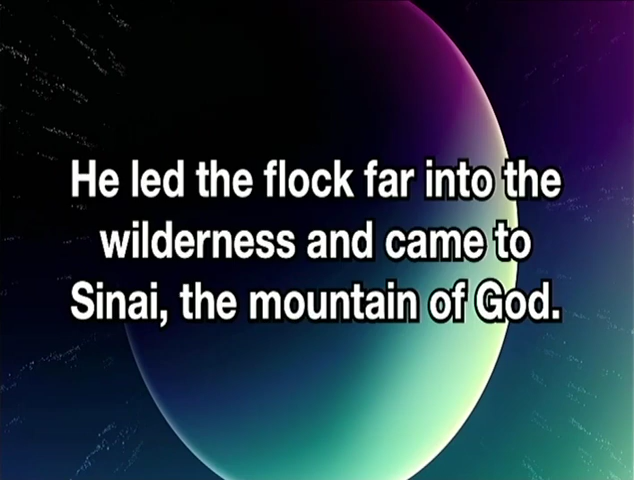 He led the flock far into the
wilderness and came to
Sinai, the mountain of God.